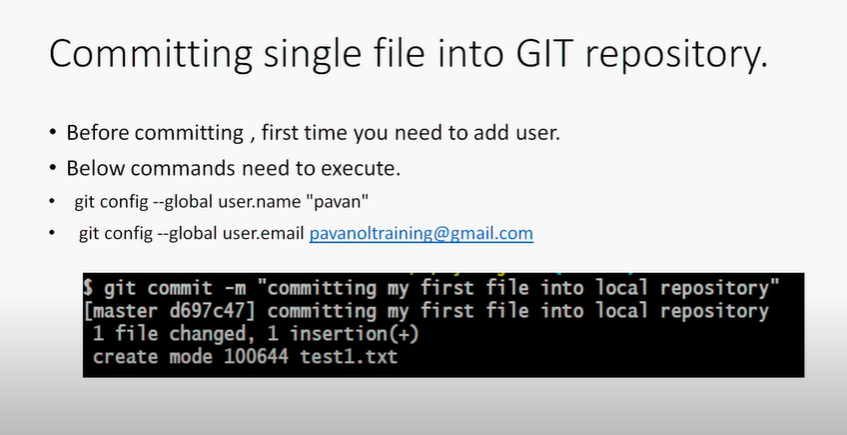 Committing single file into GIT repository.
• Before committing , first time you need to add user.
• Below commands need to execute.
• git config --global user.name "pavan"
• git config --global user.email pavanoltraining@gmail.com
$ git commit -m "committing my first file into local repository"
[master d697c47] committing my first file into local repository
1 file changed, 1 insertion(+)
create mode 100644 test1.txt